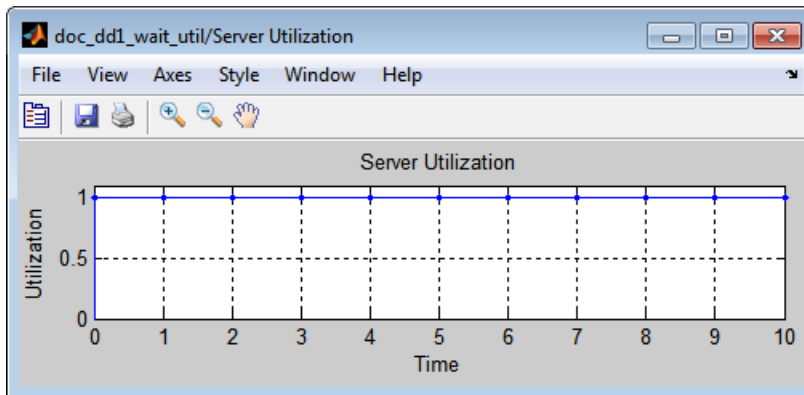 doc_dd1_wait_util/Server Utilization
File View Axes Style Window Help
Server Utilization
Utilization
1
0.5
0
0 1 2 3 4 5 6 7 8 9 10
Time